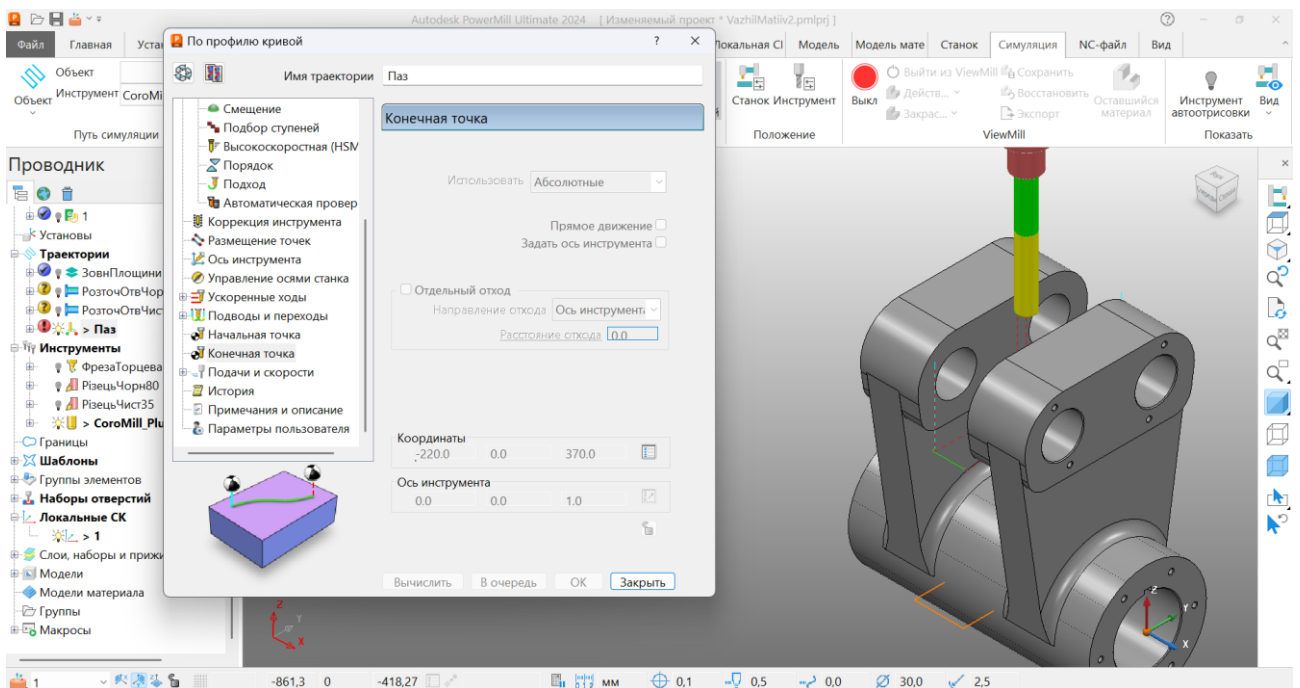 Autodesk PowerMill Ultimate 2024 [ Изменяемый проект * VazhilMatiiv2.pmlprj ]
Файл Главная Локальная СІ Модель Модель мате Станок Симуляция NC-файл Вид
Объект
Объект
Инструмент CoroMi
Путь симуляции
Станок Инструмент
Положение
Выкл
Выйти из ViewMill
Действ...
Закрас...
Сохранить
Восстановить
Экспорт
Оставшийся материал
ViewMill
Инструмент автоотрисовки
Вид
Показать
Проводник
1
Установы
Траектории
ЗовнПлощини
РозточОтвЧор
РозточОтвЧис
> Паз
Инструменты
ФрезаТорцева
РізецьЧорн80
РізецьЧист35
> CoroMill_Plu
Границы
Шаблоны
Группы элементов
Наборы отверстий
Локальные СК
> 1
Слои, наборы и прижи
Модели
Модели материала
Группы
Макросы
По профилю кривой
? ×
Имя траектории Паз
Смещение
Подбор ступеней
Высокоскоростная (HSM
Порядок
Подход
Автоматическая провер
Коррекция инструмента
Размещение точек
Ось инструмента
Управление осями станка
Ускоренные ходы
Подводы и переходы
Начальная точка
Конечная точка
Подачи и скорости
История
Примечания и описание
Параметры пользователя
Конечная точка
Использовать Абсолютные
Прямое движение
Задать ось инструмента
Отдельный отход
Направление отхода Ось инструмента
Расстояние отхода 0.0
Координаты
-220.0 0.0 370.0
Ось инструмента
0.0 0.0 1.0
Вычислить В очередь ОК Закрыть
Z
Y
X
Z
Y
X
1 -861,3 0 -418,27 мм 0,1 0,5 0,0 30,0 2,5